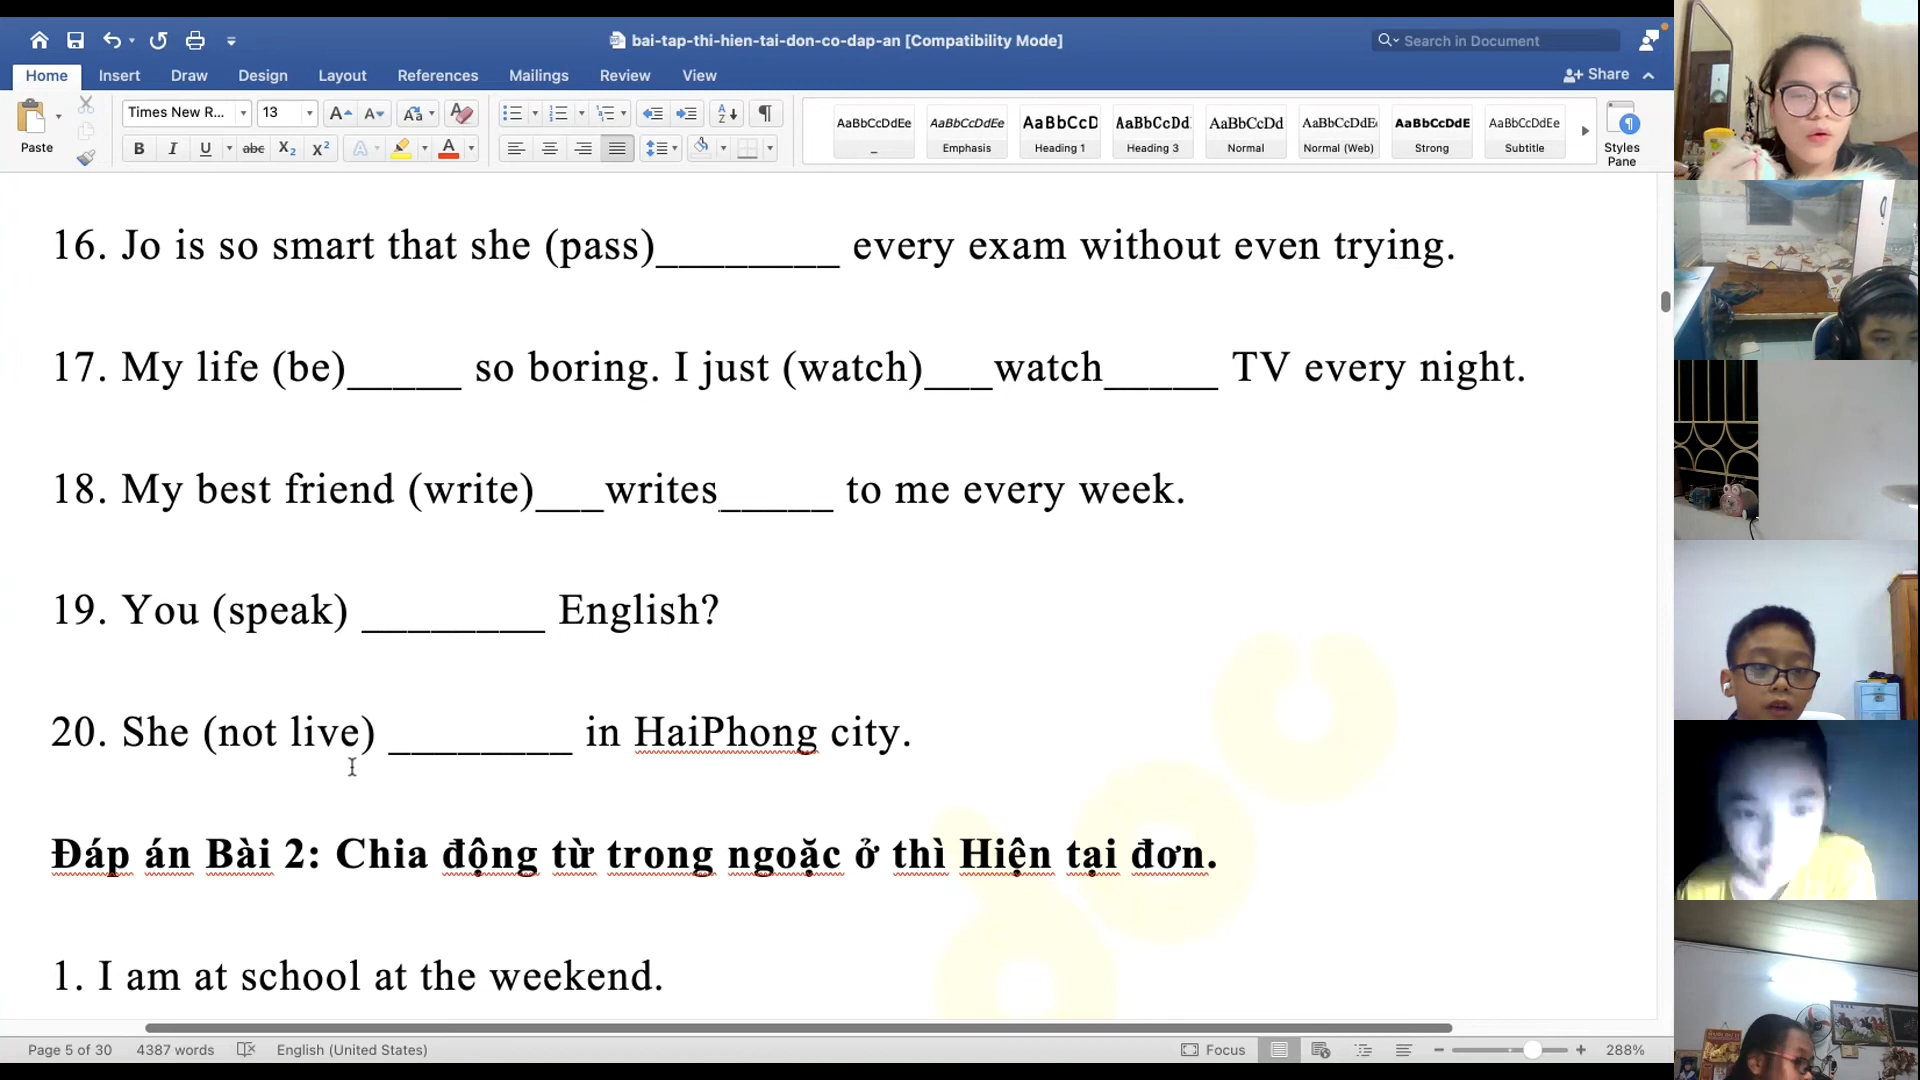 bai-tap-thi-hien-tai-don-co-dap-an [Compatibility Mode]
Search in Document
Home Insert Draw Design Layout References Mailings Review View
Share
Paste
Times New R... 13
AaBbCcDdEe AaBbCcDdEe AaBbCcD AaBbCcDd AaBbCcDd AaBbCcDdE AaBbCcDdE AaBbCcDdEe
Emphasis Heading 1 Heading 3 Normal Normal (Web) Strong Subtitle
Styles Pane
16. Jo is so smart that she (pass)________ every exam without even trying.
17. My life (be)_____ so boring. I just (watch)___watch_____ TV every night.
18. My best friend (write)___writes_____ to me every week.
19. You (speak) ________ English?
20. She (not live) ________ in HaiPhong city.
Đáp án Bài 2: Chia động từ trong ngoặc ở thì Hiện tại đơn.
1. I am at school at the weekend.
Page 5 of 30 4387 words English (United States) Focus 288%